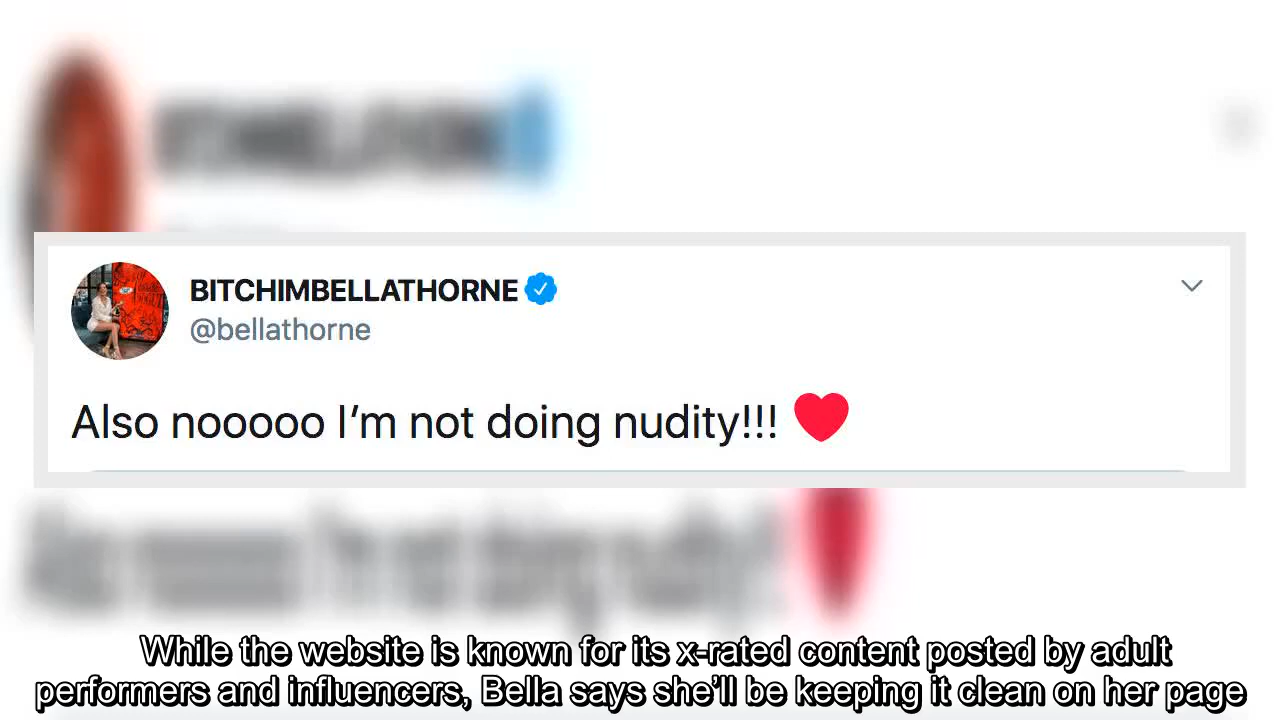 BITCHIMBELLATHORNE
@bellathorne
Also nooooo I’m not doing nudity!!! ❤️
While the website is known for its x-rated content posted by adult
performers and influencers, Bella says she'll be keeping it clean on her page